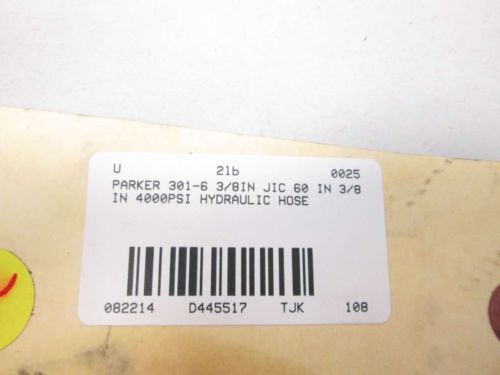 U 21b 0025
PARKER 301-6 3/8IN JIC 60 IN 3/8
IN 4000PSI HYDRAULIC HOSE
082214 D445517 TJK 108